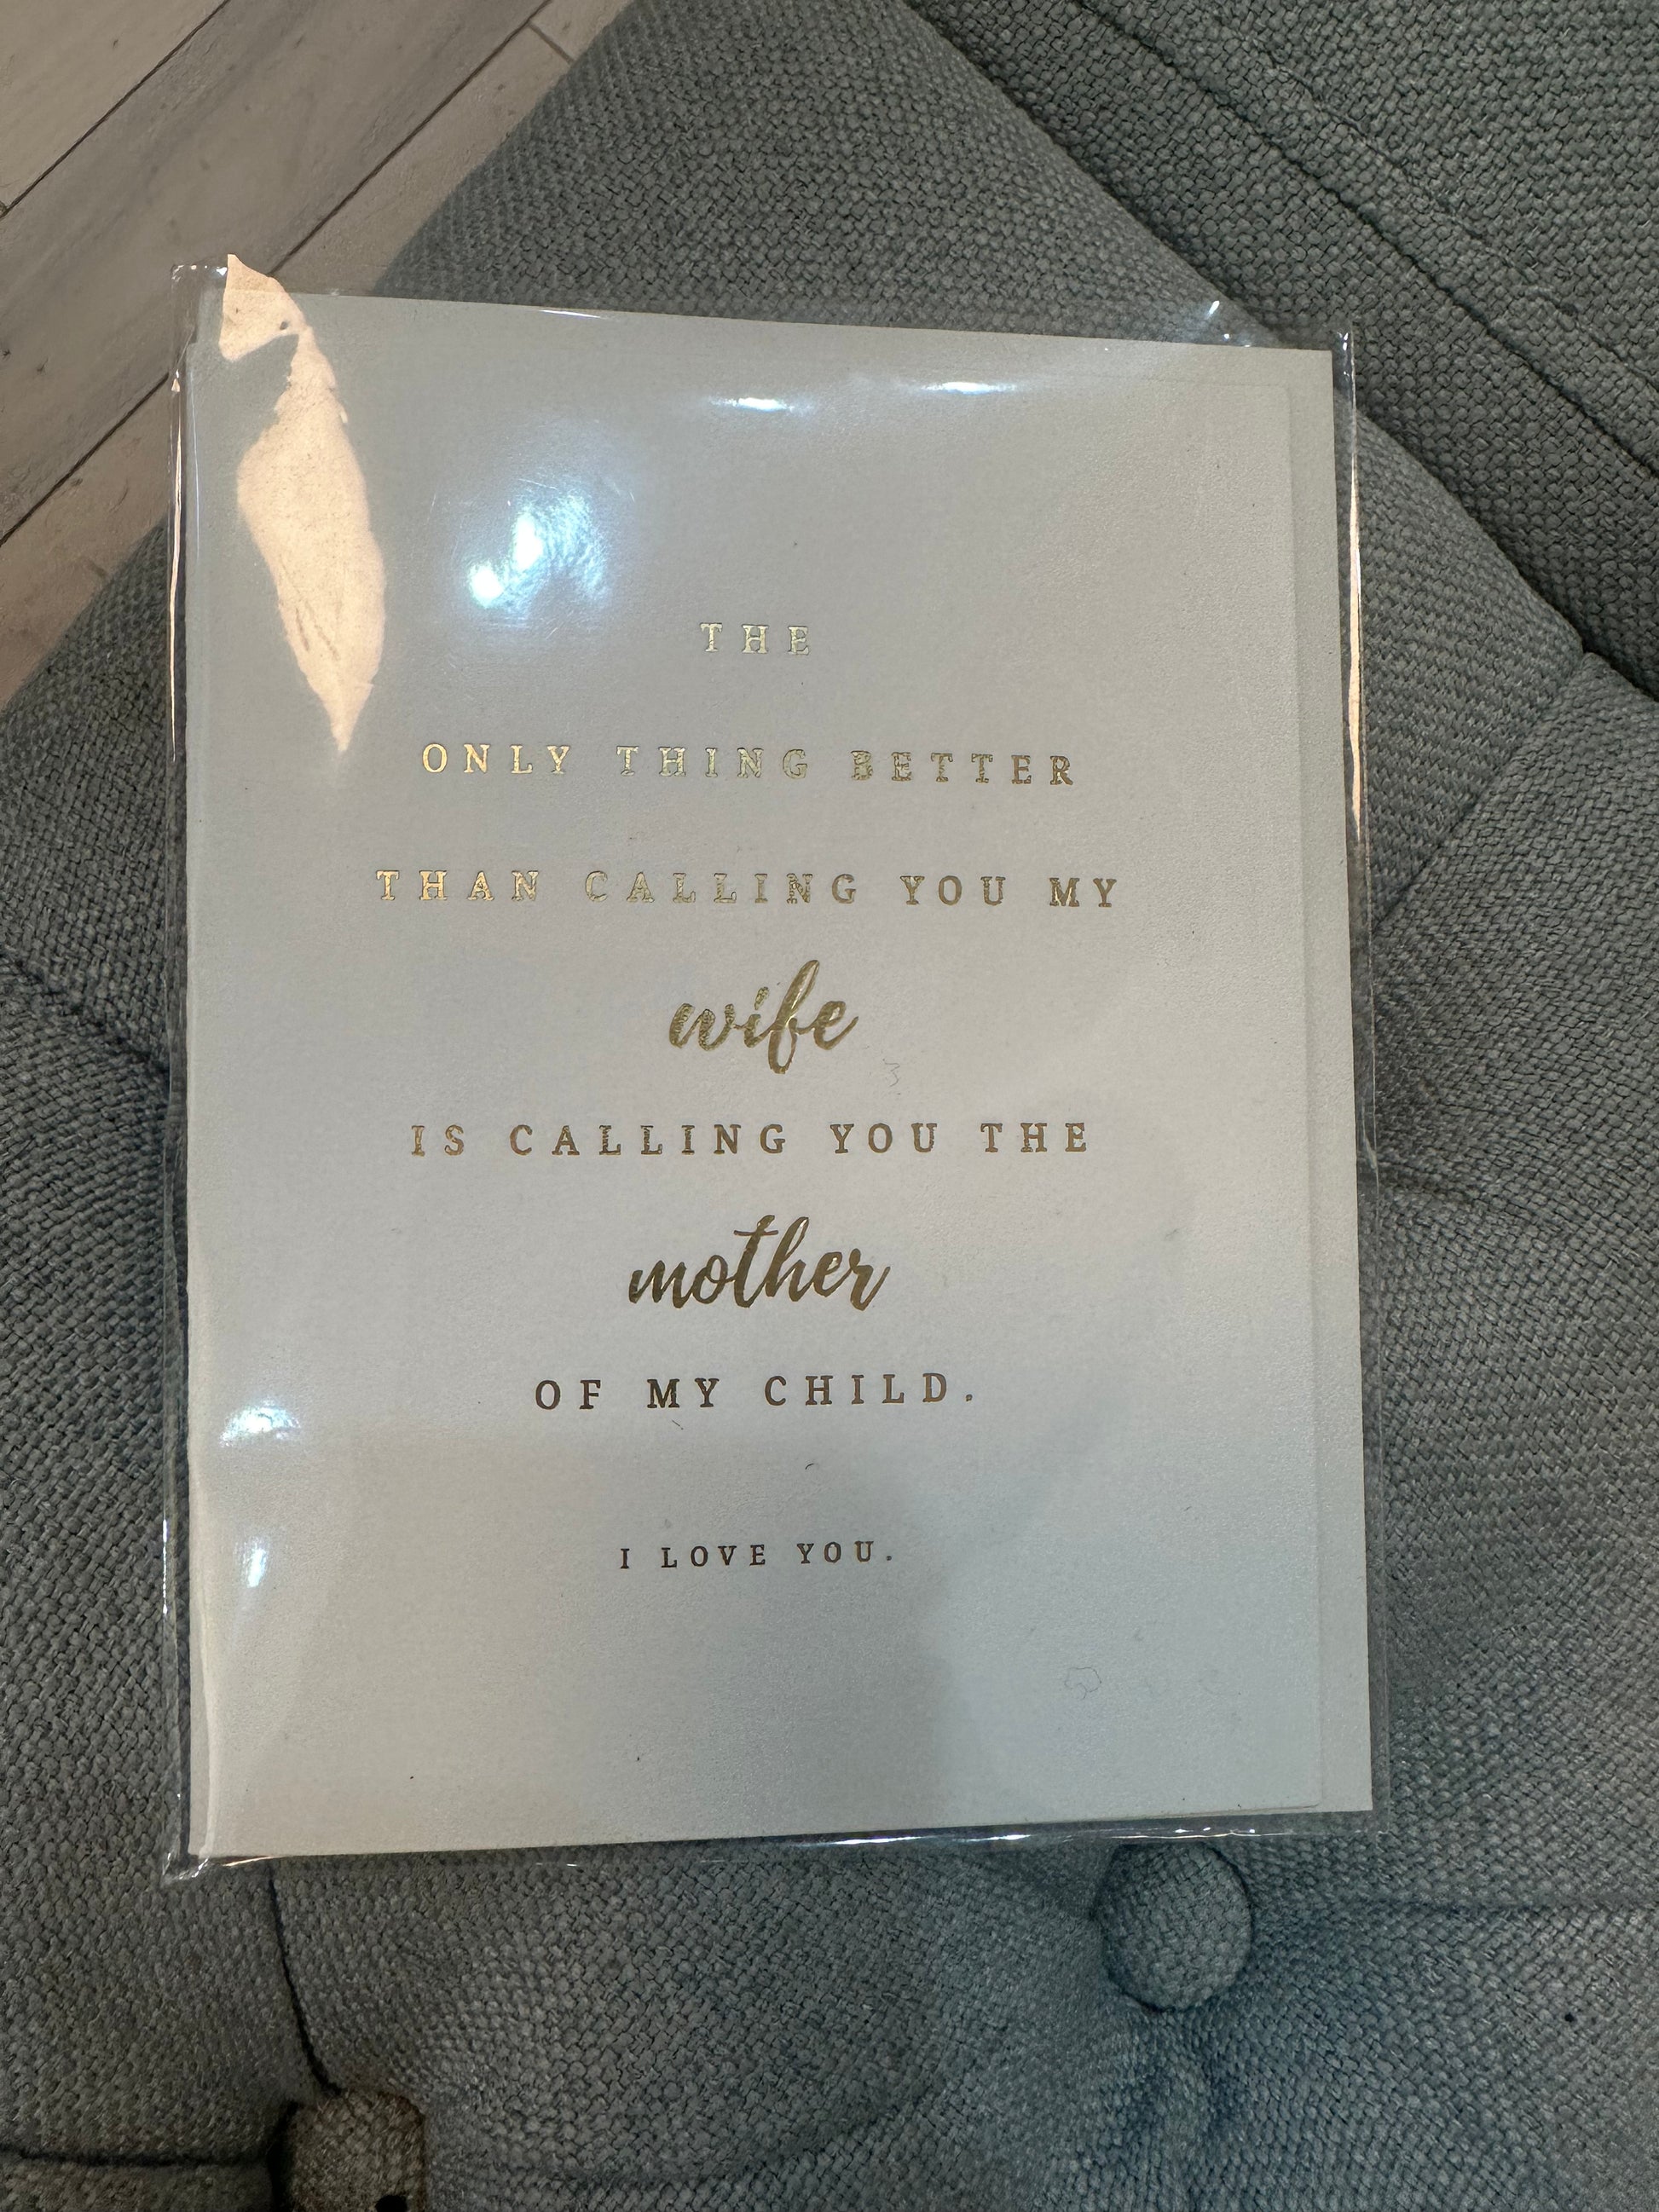 THE
ONLY THING BETTER
THAN CALLING YOU MY
wife
IS CALLING YOU THE
mother
OF MY CHILD.
I LOVE YOU.